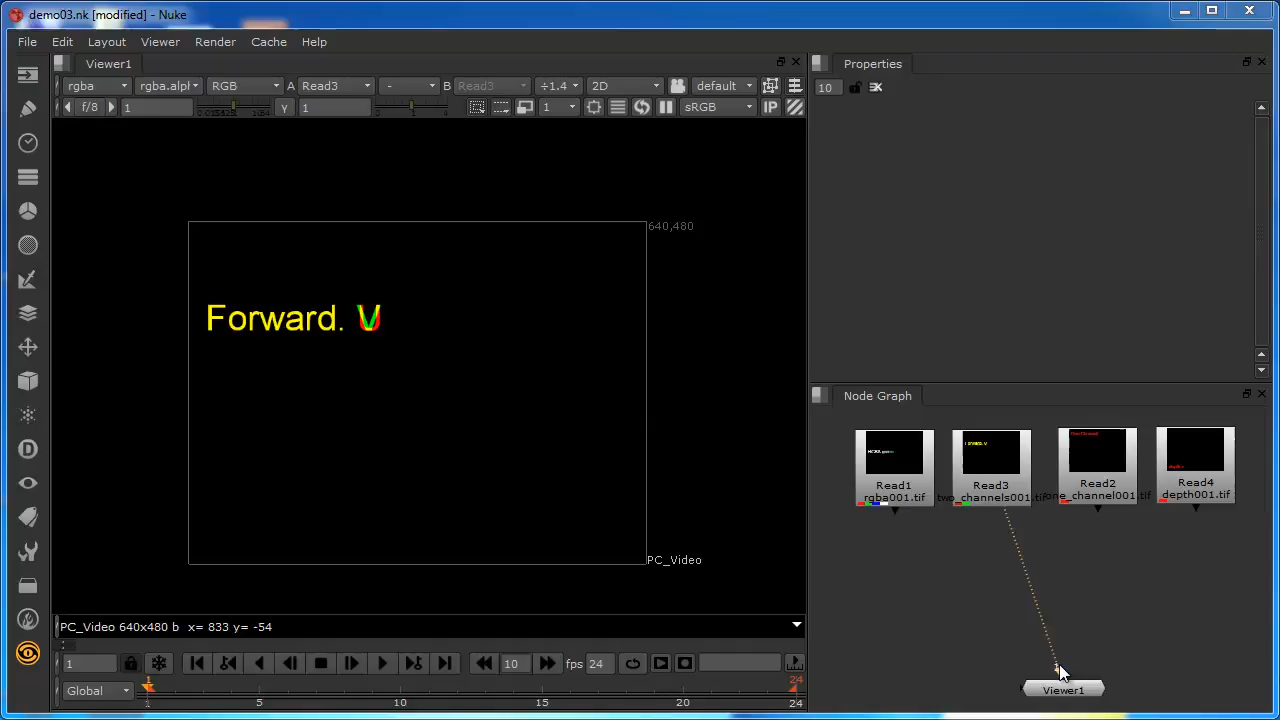 demo03.nk [modified] - Nuke
File Edit Layout Viewer Render Cache Help
Viewer1
rgba rgba.alpl RGB A Read3 - B Read3 ÷1.4 2D default
f/8 1 γ 1 1 sRGB IP
640,480
Forward. V
PC_Video
PC_Video 640x480 b x= 833 y= -54
1 10 fps 24
Global 1 1 5 10 15 20 24 24
Properties
10
Node Graph
Read1
rgba001.tif
Read3
two_channels001.tif
Read2
one_channel001.tif
Read4
depth001.tif
Viewer1